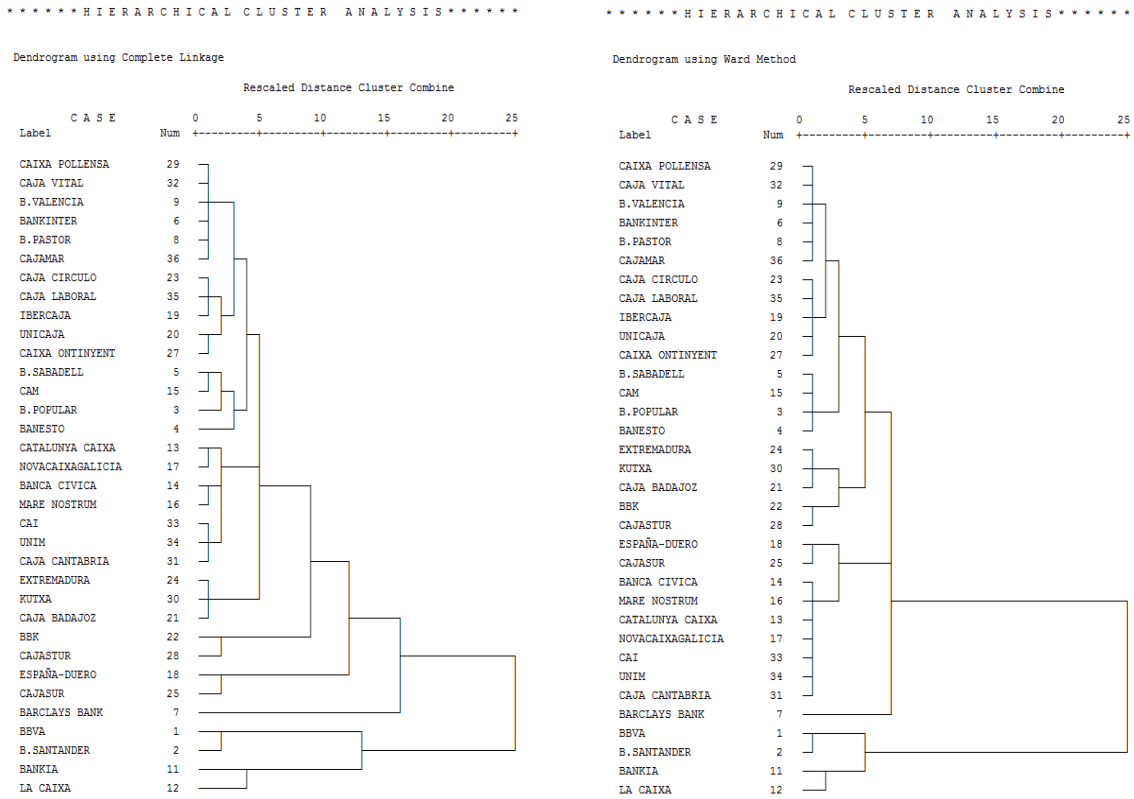 * * * * * * H I E R A R C H I C A L   C L U S T E R   A N A L Y S I S * * * * * *
Dendrogram using Complete Linkage
Rescaled Distance Cluster Combine
C A S E 0 5 10 15 20 25
Label Num +---------+---------+---------+---------+---------+
CAIXA POLLENSA 29
CAJA VITAL 32
B.VALENCIA 9
BANKINTER 6
B.PASTOR 8
CAJAMAR 36
CAJA CIRCULO 23
CAJA LABORAL 35
IBERCAJA 19
UNICAJA 20
CAIXA ONTINYENT 27
B.SABADELL 5
CAM 15
B.POPULAR 3
BANESTO 4
CATALUNYA CAIXA 13
NOVACAIXAGALICIA 17
BANCA CIVICA 14
MARE NOSTRUM 16
CAI 33
UNIM 34
CAJA CANTABRIA 31
EXTREMADURA 24
KUTXA 30
CAJA BADAJOZ 21
BBK 22
CAJASTUR 28
ESPAÑA-DUERO 18
CAJASUR 25
BARCLAYS BANK 7
BBVA 1
B.SANTANDER 2
BANKIA 11
LA CAIXA 12
* * * * * * H I E R A R C H I C A L   C L U S T E R   A N A L Y S I S * * * * * *
Dendrogram using Ward Method
Rescaled Distance Cluster Combine
C A S E 0 5 10 15 20 25
Label Num +---------+---------+---------+---------+---------+
CAIXA POLLENSA 29
CAJA VITAL 32
B.VALENCIA 9
BANKINTER 6
B.PASTOR 8
CAJAMAR 36
CAJA CIRCULO 23
CAJA LABORAL 35
IBERCAJA 19
UNICAJA 20
CAIXA ONTINYENT 27
B.SABADELL 5
CAM 15
B.POPULAR 3
BANESTO 4
EXTREMADURA 24
KUTXA 30
CAJA BADAJOZ 21
BBK 22
CAJASTUR 28
ESPAÑA-DUERO 18
CAJASUR 25
BANCA CIVICA 14
MARE NOSTRUM 16
CATALUNYA CAIXA 13
NOVACAIXAGALICIA 17
CAI 33
UNIM 34
CAJA CANTABRIA 31
BARCLAYS BANK 7
BBVA 1
B.SANTANDER 2
BANKIA 11
LA CAIXA 12